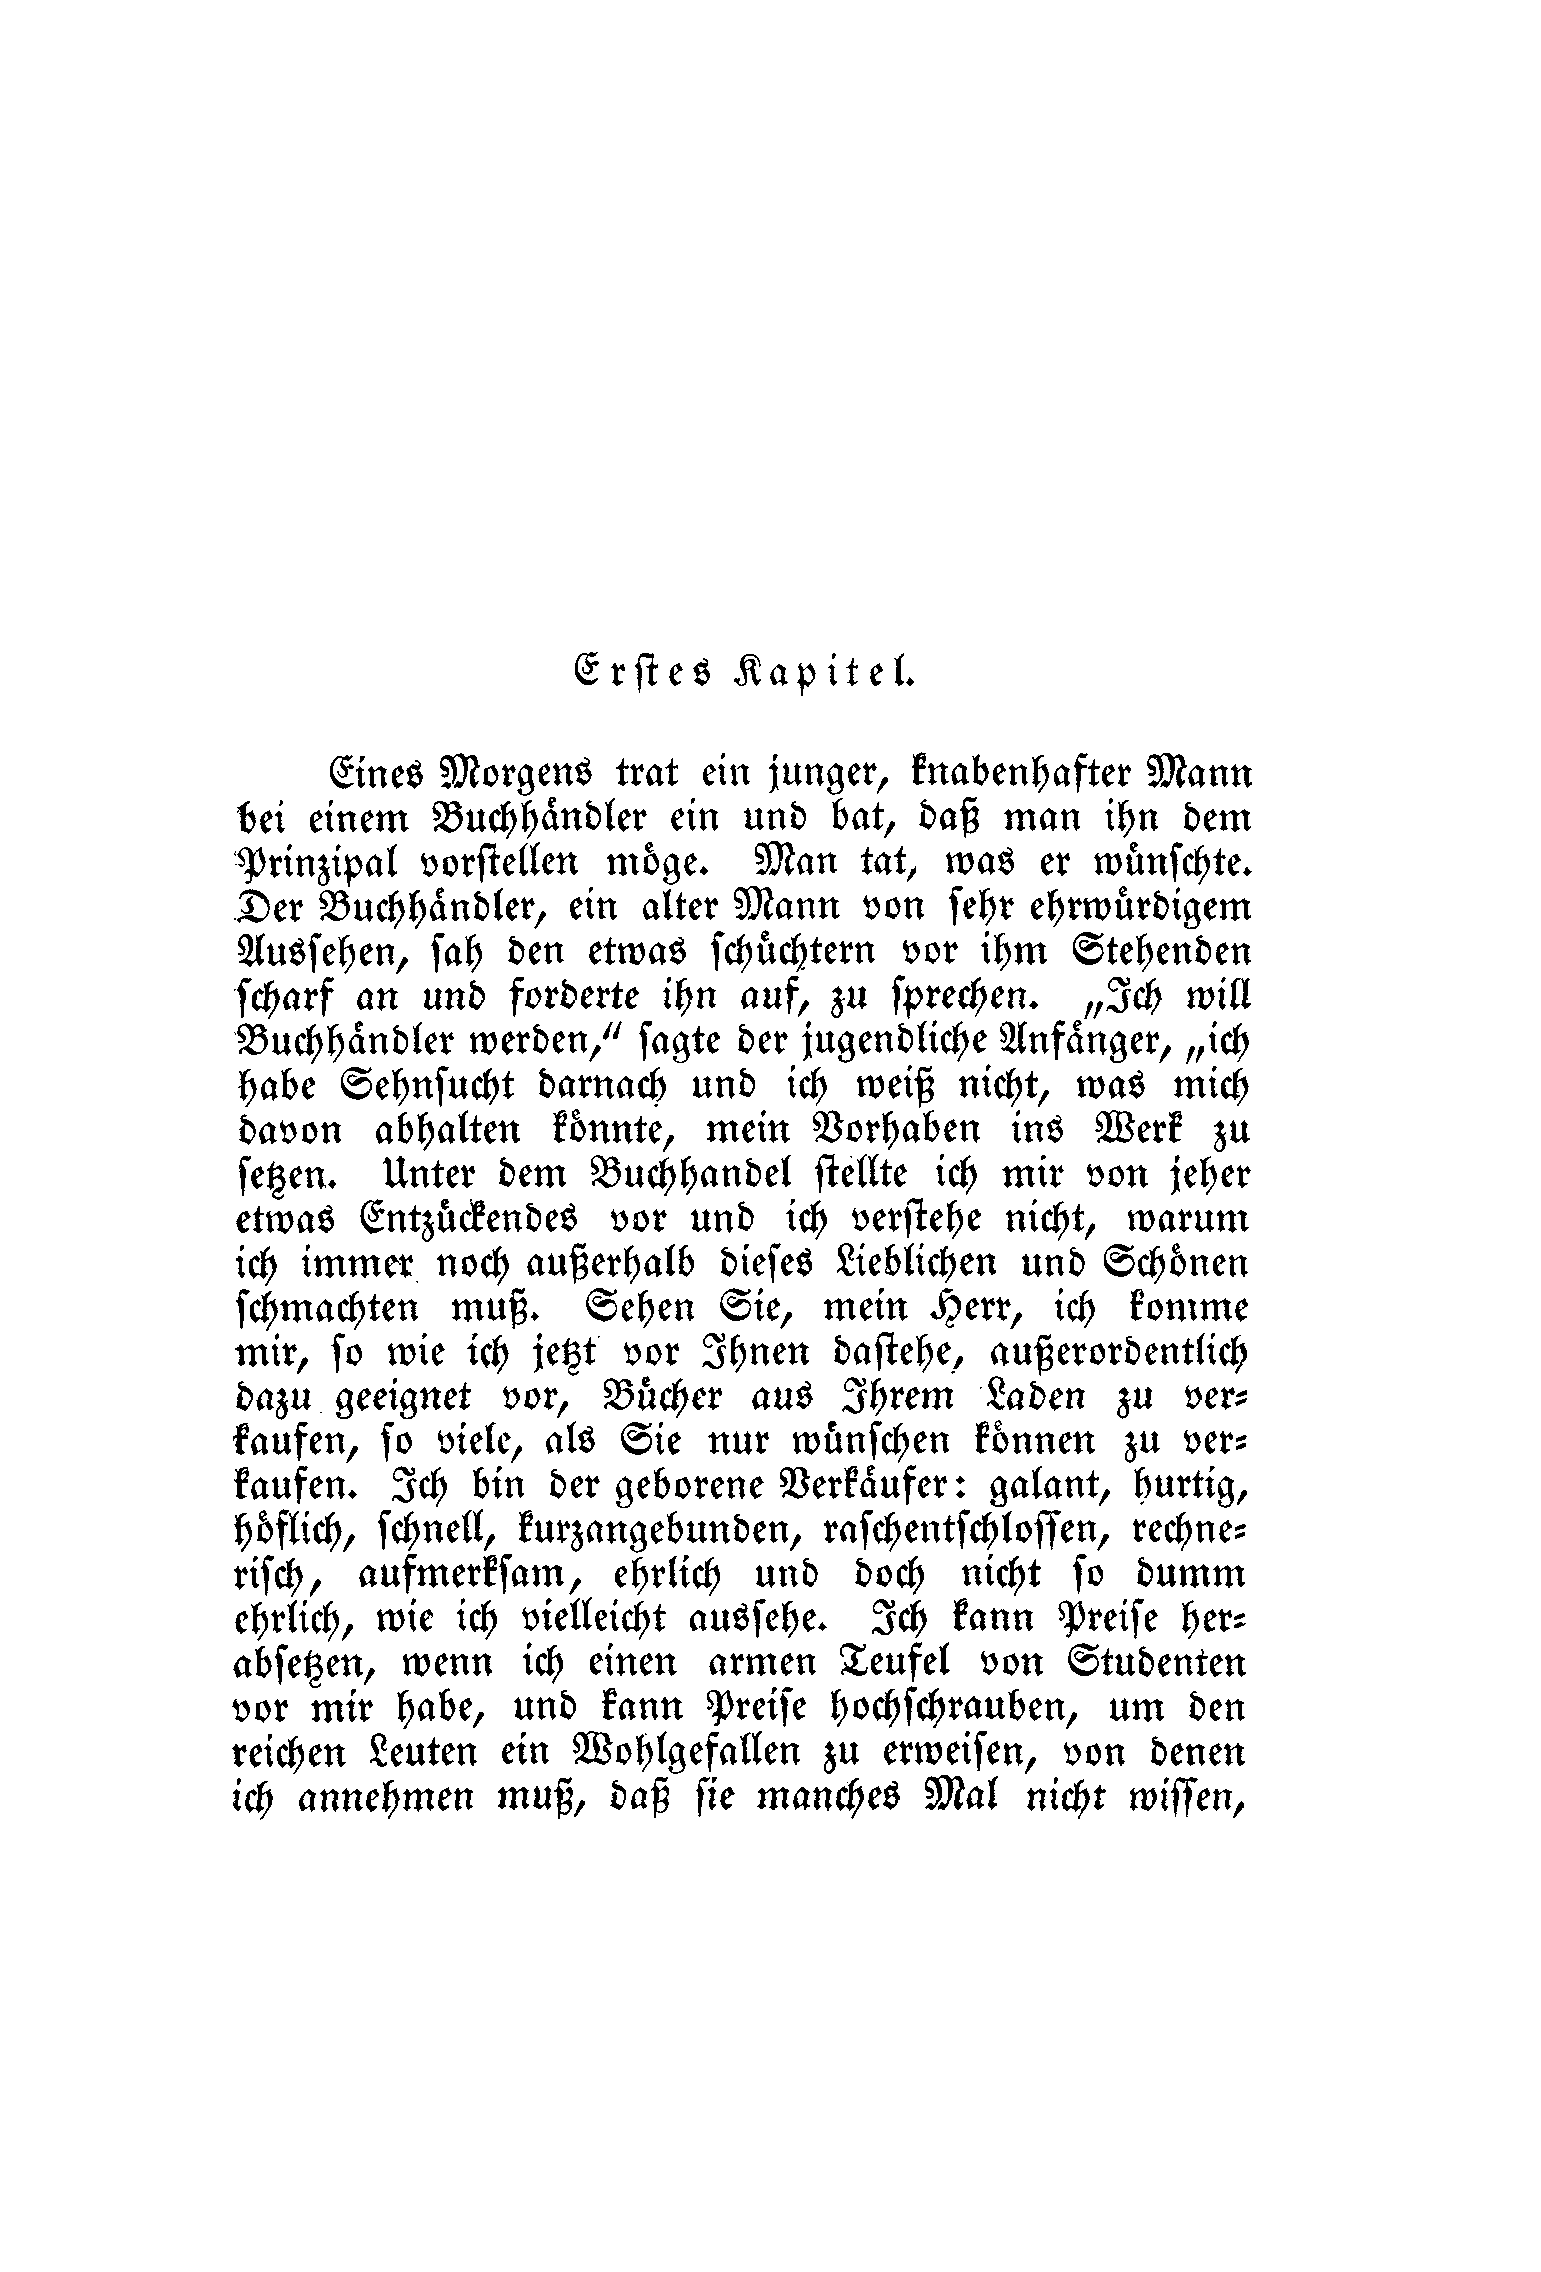 Erstes Kapitel.
Eines Morgens trat ein junger, knabenhafter Mann
bei einem Buchhändler ein und bat, daß man ihn dem
Prinzipal vorstellen möge. Man tat, was er wünschte.
Der Buchhändler, ein alter Mann von sehr ehrwürdigem
Aussehen, sah den etwas schüchtern vor ihm Stehenden
scharf an und forderte ihn auf, zu sprechen. „Ich will
Buchhändler werden,“ sagte der jugendliche Anfänger, „ich
habe Sehnsucht darnach und ich weiß nicht, was mich
davon abhalten könnte, mein Vorhaben ins Werk zu
setzen. Unter dem Buchhandel stellte ich mir von jeher
etwas Entzückendes vor und ich verstehe nicht, warum
ich immer noch außerhalb dieses Lieblichen und Schönen
schmachten muß. Sehen Sie, mein Herr, ich komme
mir, so wie ich jetzt vor Ihnen dastehe, außerordentlich
dazu geeignet vor, Bücher aus Ihrem Laden zu ver-
kaufen, so viele, als Sie nur wünschen können zu ver-
kaufen. Ich bin der geborene Verkäufer: galant, hurtig,
höflich, schnell, kurzangebunden, raschentschlossen, rechne-
risch, aufmerksam, ehrlich und doch nicht so dumm
ehrlich, wie ich vielleicht aussehe. Ich kann Preise her-
absetzen, wenn ich einen armen Teufel von Studenten
vor mir habe, und kann Preise hochschrauben, um den
reichen Leuten ein Wohlgefallen zu erweisen, von denen
ich annehmen muß, daß sie manches Mal nicht wissen,